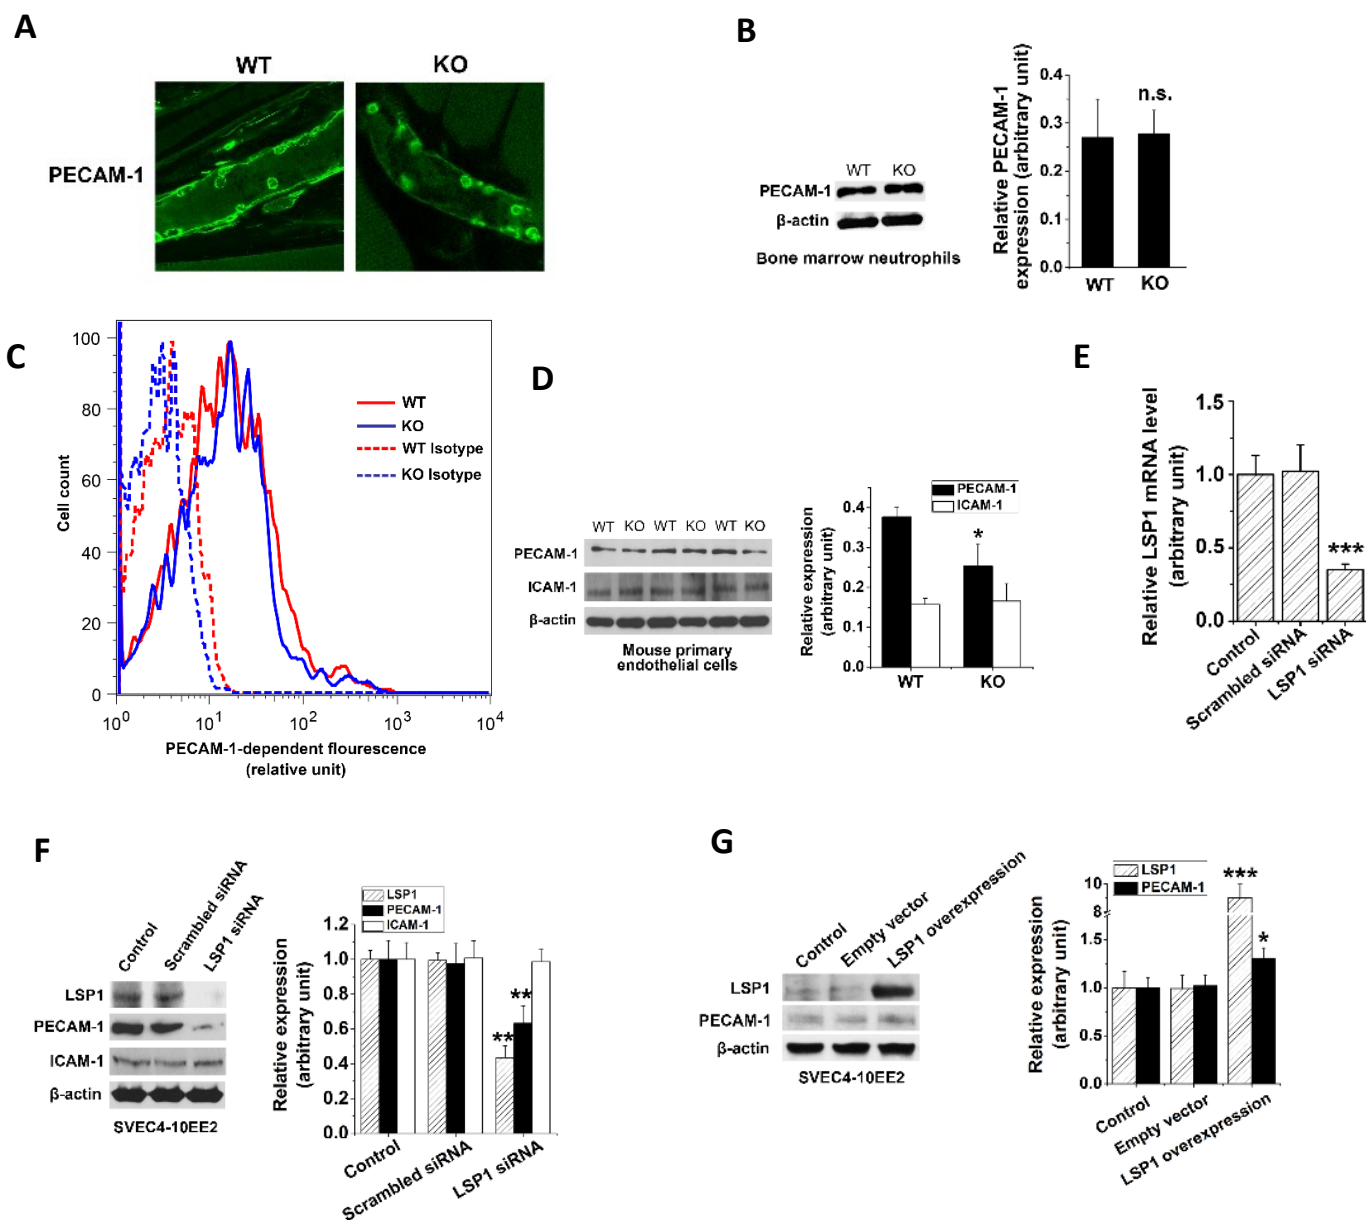 A
WT
KO
PECAM-1
B
WT KO
PECAM-1
β-actin
Bone marrow neutrophils
Relative PECAM-1
expression (arbitrary unit)
0.4
0.3
0.2
0.1
0.0
n.s.
WT KO
C
Cell count
100
80
60
40
20
0
WT
KO
WT Isotype
KO Isotype
10^0 10^1 10^2 10^3 10^4
PECAM-1-dependent flourescence
(relative unit)
D
WT KO WT KO WT KO
PECAM-1
ICAM-1
β-actin
Mouse primary
endothelial cells
Relative expression
(arbitrary unit)
0.4
0.3
0.2
0.1
0.0
PECAM-1
ICAM-1
*
WT KO
E
Relative LSP1 mRNA level
(arbitrary unit)
1.5
1.0
0.5
0.0
***
Control
Scrambled siRNA
LSP1 siRNA
F
Control
Scrambled siRNA
LSP1 siRNA
LSP1
PECAM-1
ICAM-1
β-actin
SVEC4-10EE2
Relative expression
(arbitrary unit)
1.2
1.0
0.8
0.6
0.4
0.2
0.0
LSP1
PECAM-1
ICAM-1
**
**
Control
Scrambled siRNA
LSP1 siRNA
G
Control
Empty vector
LSP1 overexpression
LSP1
PECAM-1
β-actin
SVEC4-10EE2
Relative expression
(arbitrary unit)
10
8
1.5
1.0
0.5
0.0
LSP1
PECAM-1
***
*
Control
Empty vector
LSP1 overexpression